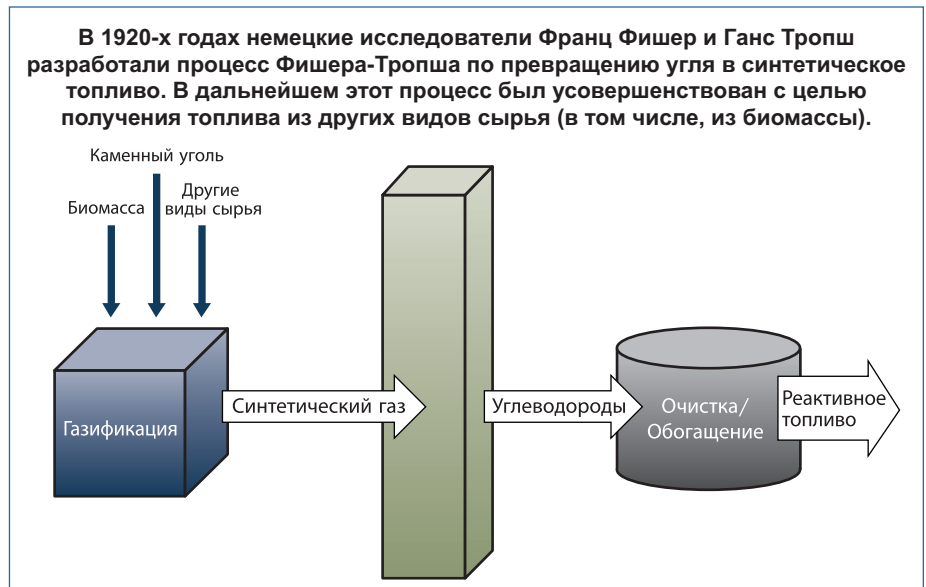 В 1920-х годах немецкие исследователи Франц Фишер и Ганс Тропш
разработали процесс Фишера-Тропша по превращению угля в синтетическое
топливо. В дальнейшем этот процесс был усовершенствован с целью
получения топлива из других видов сырья (в том числе, из биомассы).
Каменный уголь
Биомасса
Другие
виды сырья
Газификация
Синтетический газ
Углеводороды
Очистка/
Обогащение
Реактивное
топливо